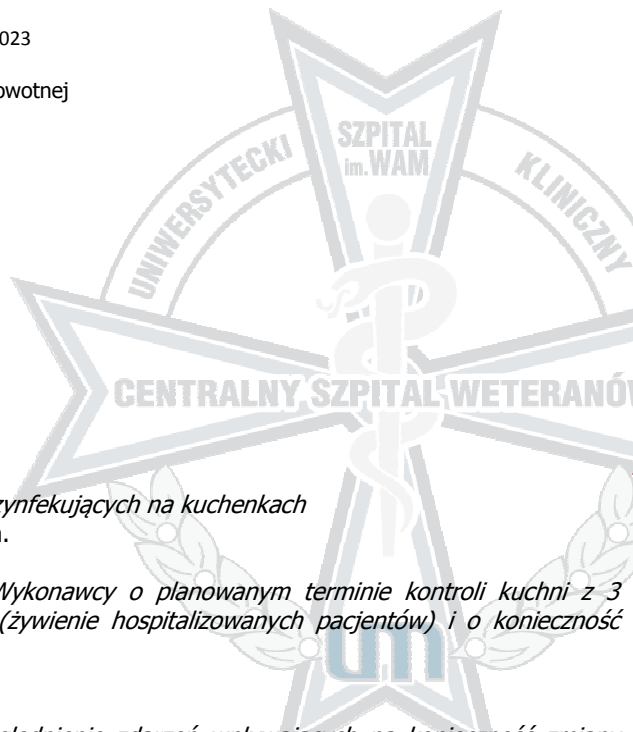 023
owotnej
SZPITAL
im. WAM
UNIWERSYTECKI
KLINICZNY
CENTRALNY SZPITAL WETERANÓW
zynfekujących na kuchenkach
.
Wykonawcy o planowanym terminie kontroli kuchni z 3
(żywienie hospitalizowanych pacjentów) i o konieczność
um